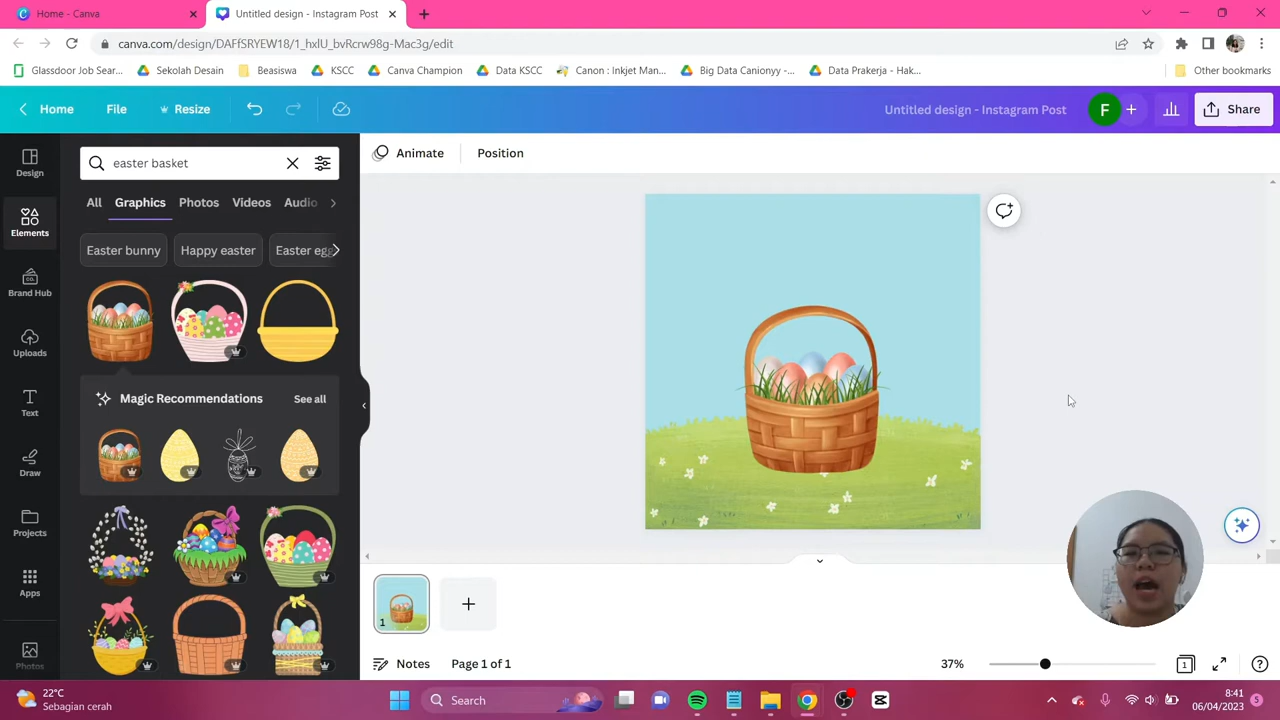 Home - Canva
Untitled design - Instagram Post
canva.com/design/DAFfSRYEW18/1_hxlU_bvRcrw98g-Mac3g/edit
Glassdoor Job Sear...
Sekolah Desain
Beasiswa
KSCC
Canva Champion
Data KSCC
Canon : Inkjet Man...
Big Data Canionyy -...
Data Prakerja - Hak...
Other bookmarks
Home
File
Resize
Untitled design - Instagram Post
F
Share
Design
easter basket
Animate
Position
Elements
All
Graphics
Photos
Videos
Audio
Easter bunny
Happy easter
Easter egg
Brand Hub
Uploads
Text
Magic Recommendations
See all
Draw
Projects
Apps
Photos
1
Notes
Page 1 of 1
37%
1
22°C
Sebagian cerah
Search
8:41
06/04/2023
5